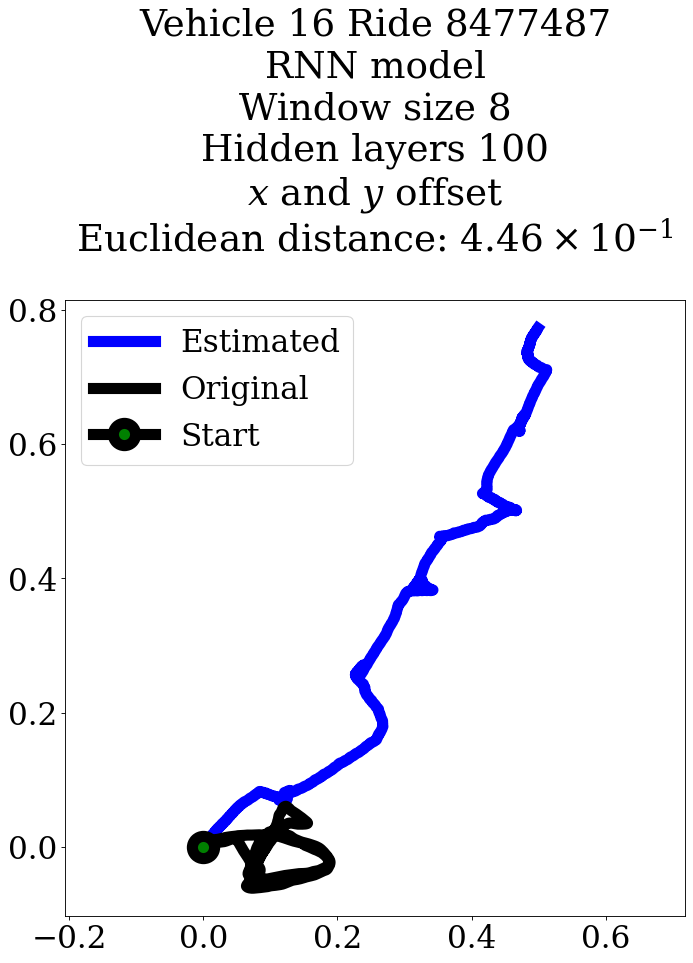 Vehicle 16 Ride 8477487
RNN model
Window size 8
Hidden layers 100
x and y offset
Euclidean distance: 4.46 × 10⁻¹
Estimated
Original
Start
0.8
0.6
0.4
0.2
0.0
−0.2 0.0 0.2 0.4 0.6